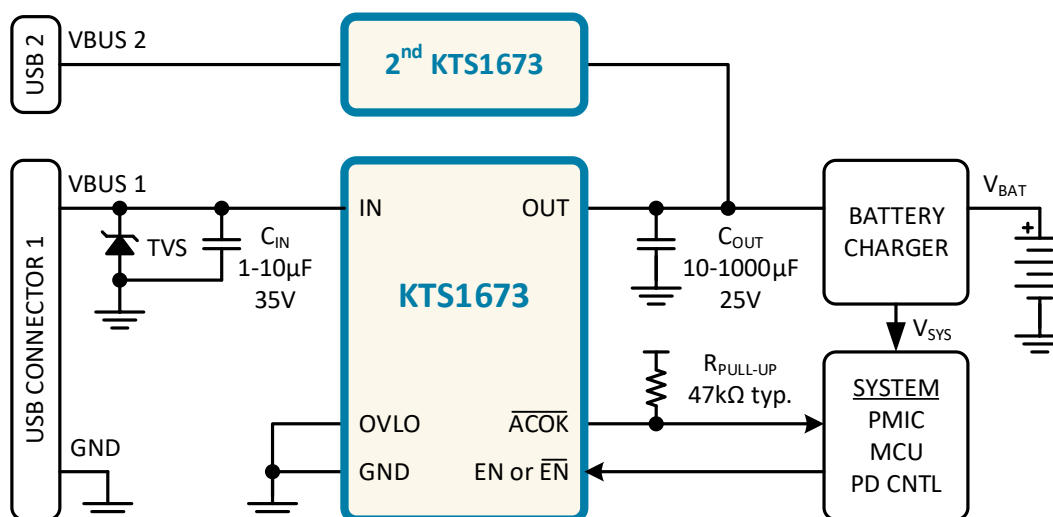 USB 2
VBUS 2
2nd KTS1673
USB CONNECTOR 1
VBUS 1
TVS
CIN
1-10µF
35V
GND
IN
OUT
KTS1673
OVLO
GND
ACOK
EN or EN
COUT
10-1000µF
25V
RPULL-UP
47kΩ typ.
BATTERY
CHARGER
VBAT
+
VSYS
SYSTEM
PMIC
MCU
PD CNTL